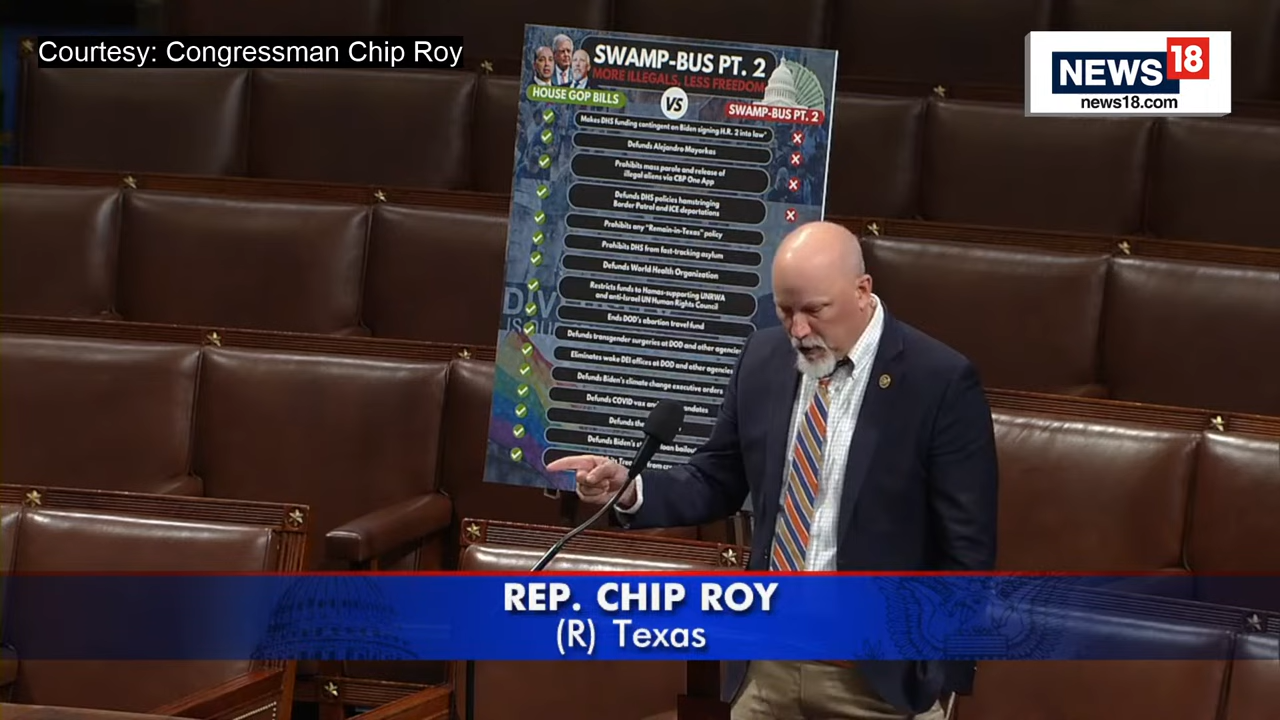 Courtesy: Congressman Chip Roy
NEWS 18
news18.com
SWAMP-BUS PT. 2
MORE ILLEGALS, LESS FREEDOM
HOUSE GOP BILLS
VS
SWAMP-BUS PT. 2
Makes DHS funding contingent on Biden signing H.R. 2 into law*
Defunds Alejandro Mayorkas
Prohibits mass parole and release of
illegal aliens via CBP One App
Defunds DHS policies hamstringing
Border Patrol and ICE deportations
Prohibits any "Remain-in-Texas" policy
Prohibits DHS from fast-tracking asylum
Defunds World Health Organization
Restricts funds to Hamas-supporting UNRWA
and anti-Israel UN Human Rights Council
Ends DOD's abortion travel fund
Defunds transgender surgeries at DOD and other agencies
Eliminates woke DEI offices at DOD and other agencies
Defunds Biden's climate change executive orders
Defunds COVID vax
Defunds
Defunds Biden's
from
REP. CHIP ROY
(R) Texas